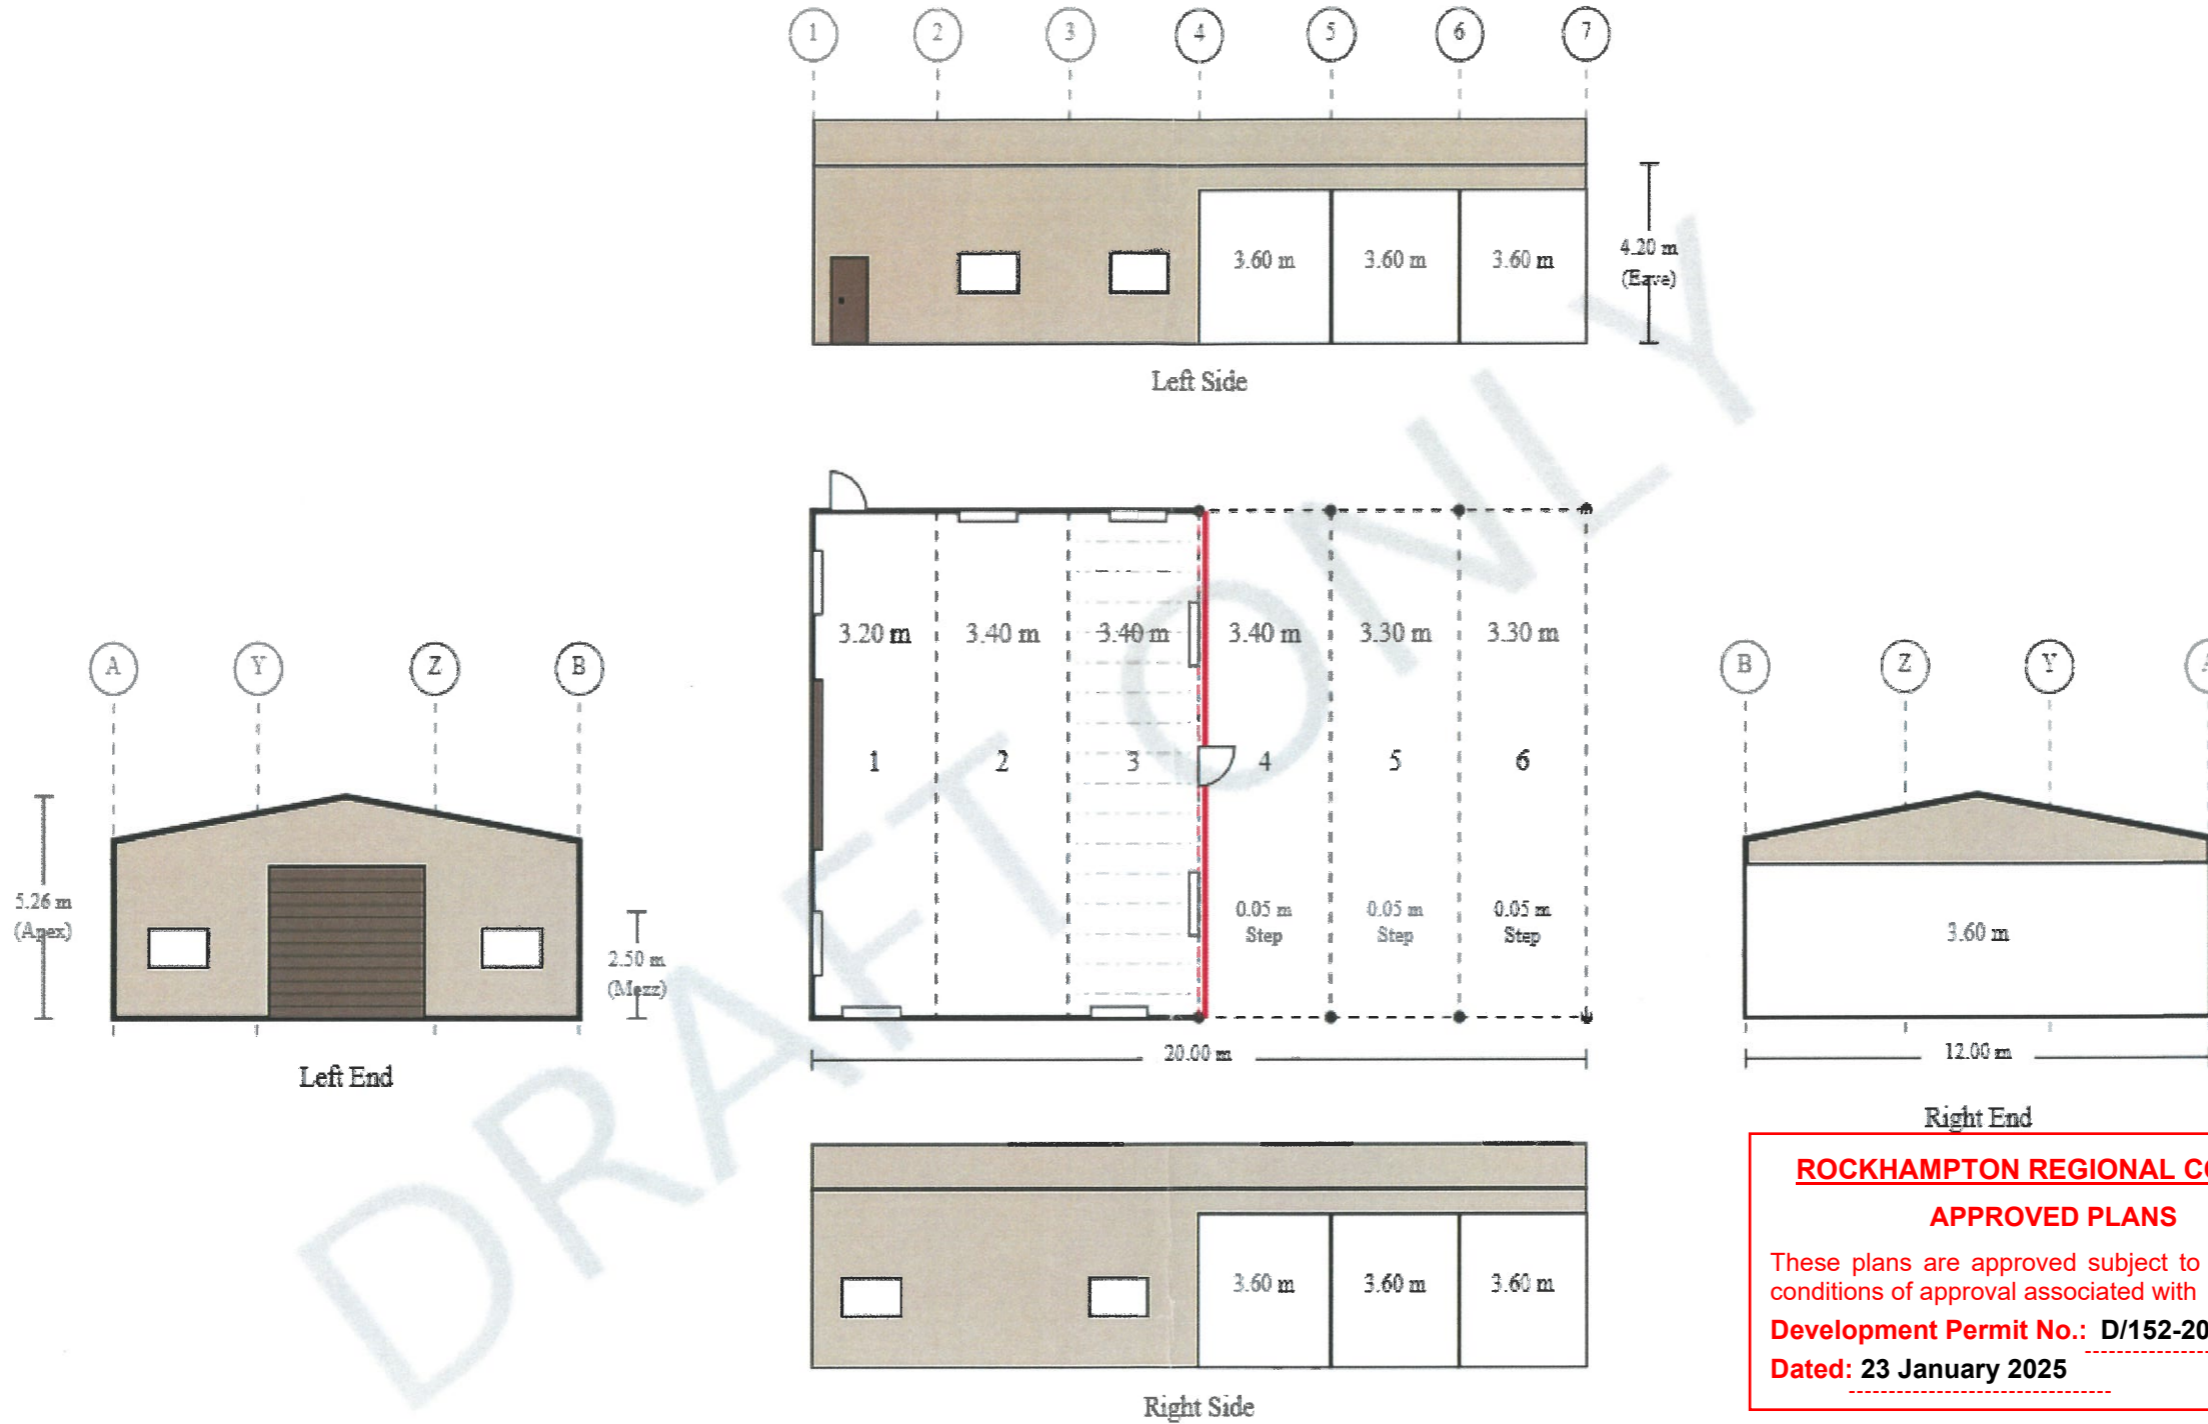 1 2 3 4 5 6 7
3.60 m 3.60 m 3.60 m
4.20 m
(Eave)
Left Side
3.20 m 3.40 m 3.40 m 3.40 m 3.30 m 3.30 m
A Y Z B
B Z Y A
1 2 3 4 5 6
5.26 m
(Apex)
2.50 m
(Mezz)
0.05 m
Step
0.05 m
Step
0.05 m
Step
3.60 m
20.00 m
12.00 m
Left End
Right End
3.60 m 3.60 m 3.60 m
Right Side
DRAFT ONLY
ROCKHAMPTON REGIONAL CO
APPROVED PLANS
These plans are approved subject to
conditions of approval associated with
Development Permit No.: D/152-20
Dated: 23 January 2025